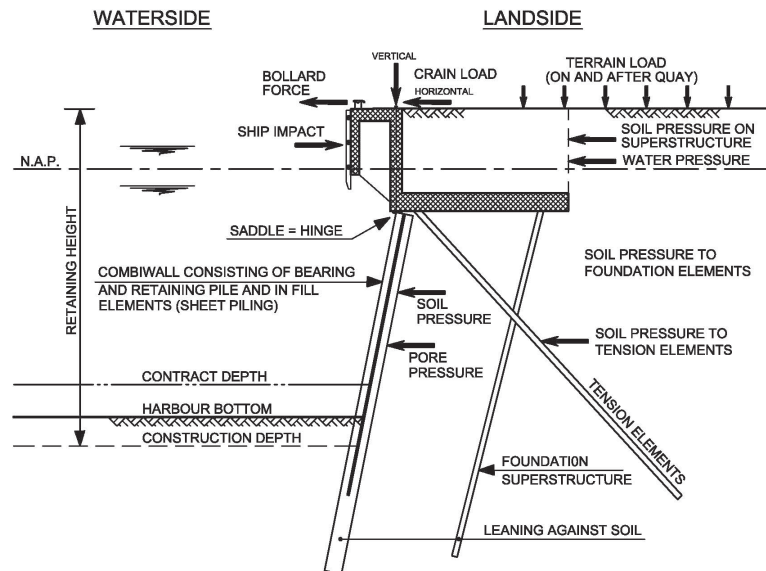 WATERSIDE
LANDSIDE
VERTICAL
BOLLARD
FORCE
CRAIN LOAD
HORIZONTAL
TERRAIN LOAD
(ON AND AFTER QUAY)
SHIP IMPACT
SOIL PRESSURE ON
SUPERSTRUCTURE
N.A.P.
WATER PRESSURE
RETAINING HEIGHT
SADDLE = HINGE
COMBIWALL CONSISTING OF BEARING
AND RETAINING PILE AND IN FILL
ELEMENTS (SHEET PILING)
SOIL PRESSURE TO
FOUNDATION ELEMENTS
SOIL
PRESSURE
PORE
PRESSURE
SOIL PRESSURE TO
TENSION ELEMENTS
CONTRACT DEPTH
HARBOUR BOTTOM
CONSTRUCTION DEPTH
TENSION ELEMENTS
FOUNDATION
SUPERSTRUCTURE
LEANING AGAINST SOIL